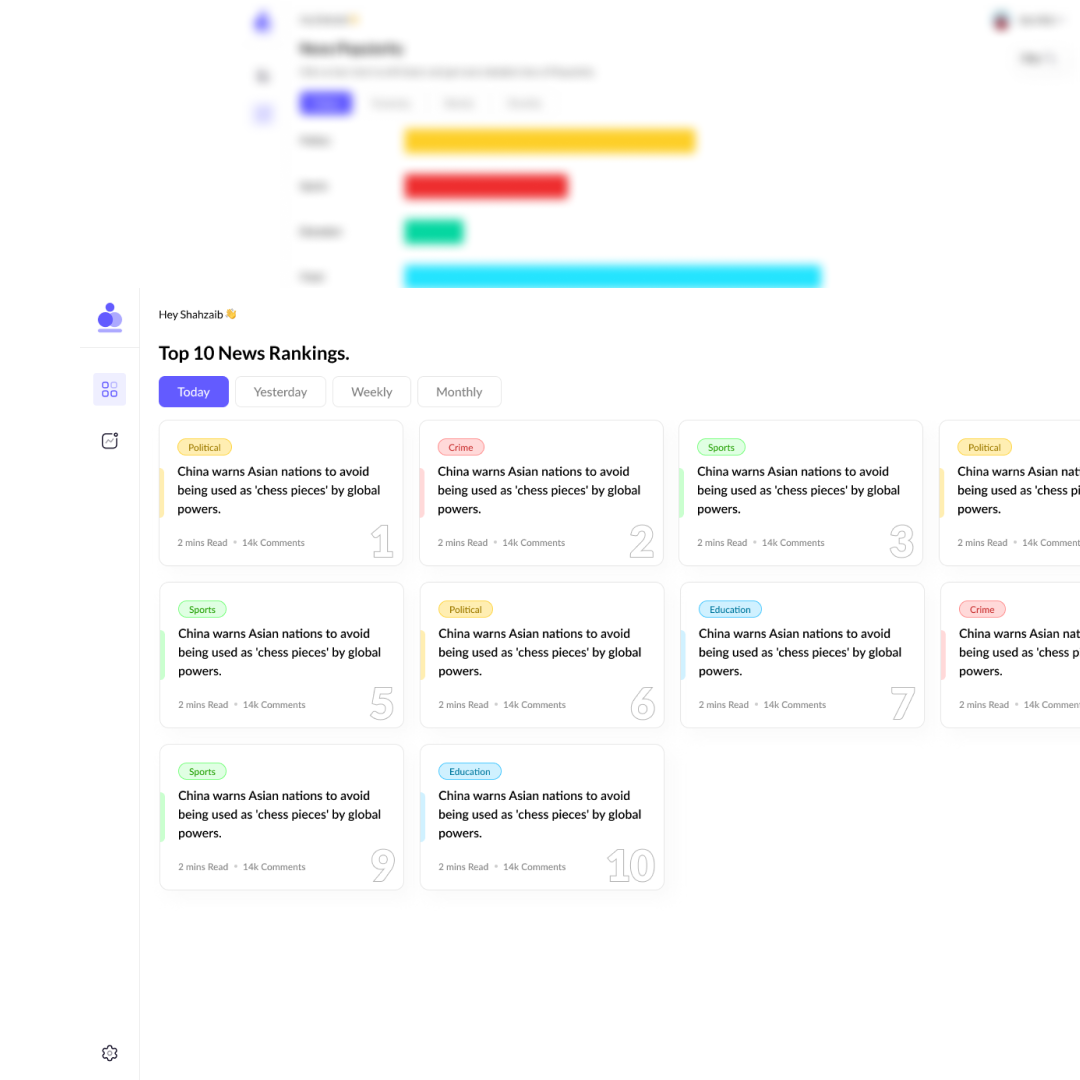 News Popularity
Hey Shahzaib 👋
Top 10 News Rankings.
Today Yesterday Weekly Monthly
Political
China warns Asian nations to avoid
being used as 'chess pieces' by global
powers.
2 mins Read • 14k Comments
1
Crime
China warns Asian nations to avoid
being used as 'chess pieces' by global
powers.
2 mins Read • 14k Comments
2
Sports
China warns Asian nations to avoid
being used as 'chess pieces' by global
powers.
2 mins Read • 14k Comments
3
Political
China warns Asian nat
being used as 'chess pi
powers.
2 mins Read • 14k Comment
Sports
China warns Asian nations to avoid
being used as 'chess pieces' by global
powers.
2 mins Read • 14k Comments
5
Political
China warns Asian nations to avoid
being used as 'chess pieces' by global
powers.
2 mins Read • 14k Comments
6
Education
China warns Asian nations to avoid
being used as 'chess pieces' by global
powers.
2 mins Read • 14k Comments
7
Crime
China warns Asian nat
being used as 'chess p
powers.
2 mins Read • 14k Commen
Sports
China warns Asian nations to avoid
being used as 'chess pieces' by global
powers.
2 mins Read • 14k Comments
9
Education
China warns Asian nations to avoid
being used as 'chess pieces' by global
powers.
2 mins Read • 14k Comments
10